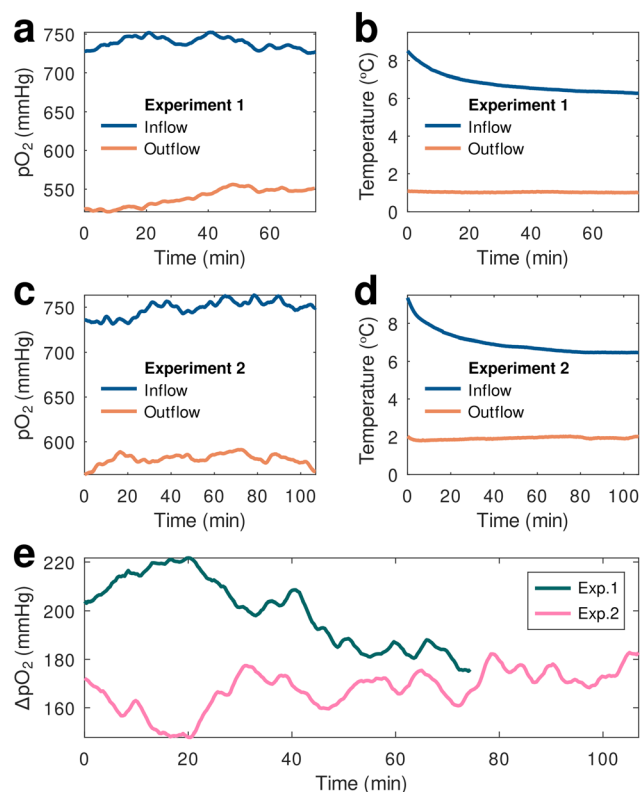 a
750
700
650
600
550
pO₂ (mmHg)
Experiment 1
Inflow
Outflow
0 20 40 60
Time (min)
b
8
6
4
2
0
Temperature (°C)
Experiment 1
Inflow
Outflow
0 20 40 60
Time (min)
c
750
700
650
600
pO₂ (mmHg)
Experiment 2
Inflow
Outflow
0 20 40 60 80 100
Time (min)
d
8
6
4
2
0
Temperature (°C)
Experiment 2
Inflow
Outflow
0 20 40 60 80 100
Time (min)
e
220
200
180
160
ΔpO₂ (mmHg)
Exp.1
Exp.2
0 20 40 60 80 100
Time (min)